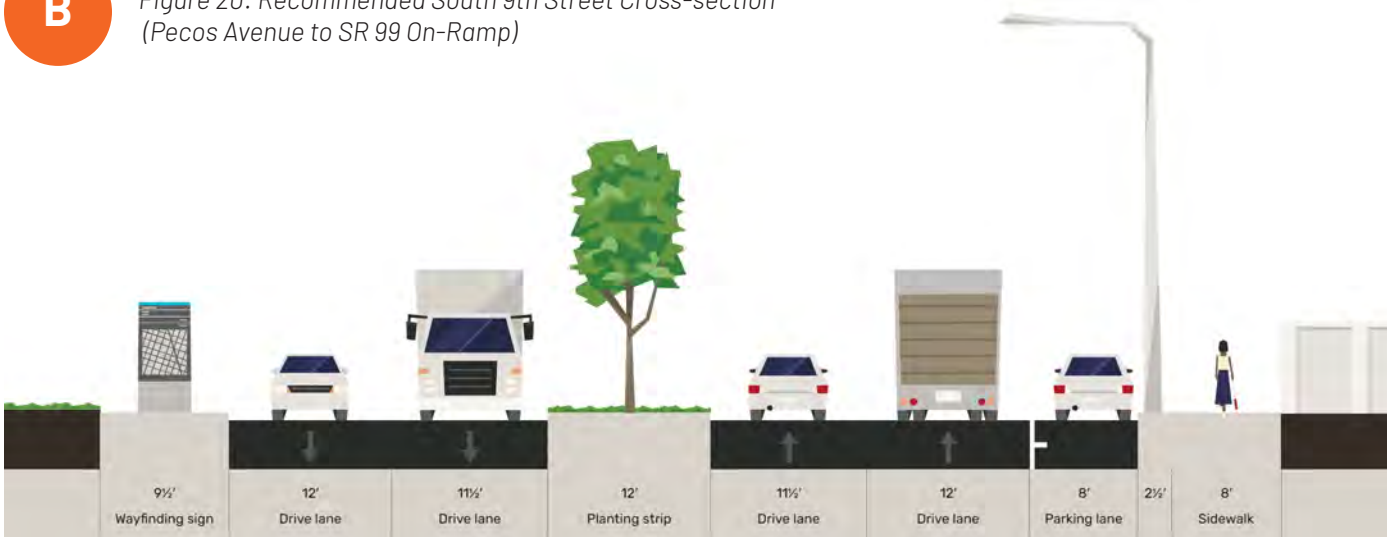 B
Figure 20: Recommended South 9th Street Cross-section
(Pecos Avenue to SR 99 On-Ramp)
9½' 12' 11½' 12' 11½' 12' 8' 2½' 8'
Wayfinding sign Drive lane Drive lane Planting strip Drive lane Drive lane Parking lane Sidewalk